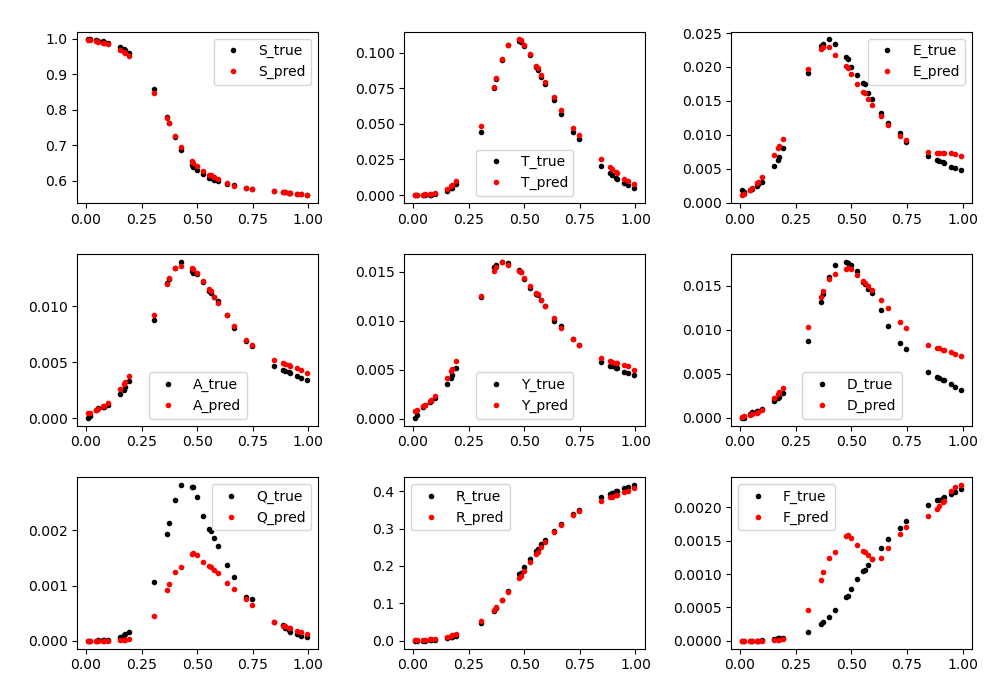 1.0
0.9
0.8
0.7
0.6
S_true
S_pred
0.00 0.25 0.50 0.75 1.00
0.100
0.075
0.050
0.025
0.000
T_true
T_pred
0.00 0.25 0.50 0.75 1.00
0.025
0.020
0.015
0.010
0.005
0.000
E_true
E_pred
0.00 0.25 0.50 0.75 1.00
0.010
0.005
0.000
A_true
A_pred
0.00 0.25 0.50 0.75 1.00
0.015
0.010
0.005
0.000
Y_true
Y_pred
0.00 0.25 0.50 0.75 1.00
0.015
0.010
0.005
0.000
D_true
D_pred
0.00 0.25 0.50 0.75 1.00
0.002
0.001
0.000
Q_true
Q_pred
0.00 0.25 0.50 0.75 1.00
0.4
0.3
0.2
0.1
0.0
R_true
R_pred
0.00 0.25 0.50 0.75 1.00
0.0020
0.0015
0.0010
0.0005
0.0000
F_true
F_pred
0.00 0.25 0.50 0.75 1.00